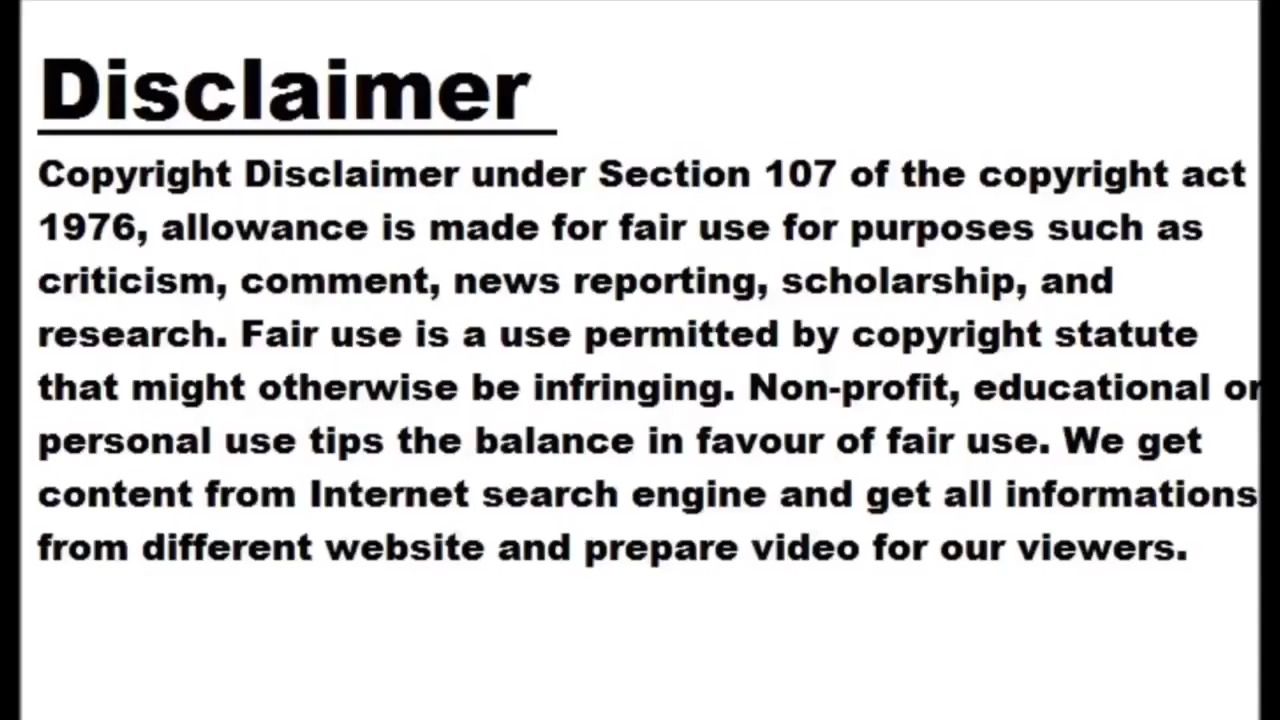 Disclaimer
Copyright Disclaimer under Section 107 of the copyright act
1976, allowance is made for fair use for purposes such as
criticism, comment, news reporting, scholarship, and
research. Fair use is a use permitted by copyright statute
that might otherwise be infringing. Non-profit, educational or
personal use tips the balance in favour of fair use. We get
content from Internet search engine and get all informations
from different website and prepare video for our viewers.